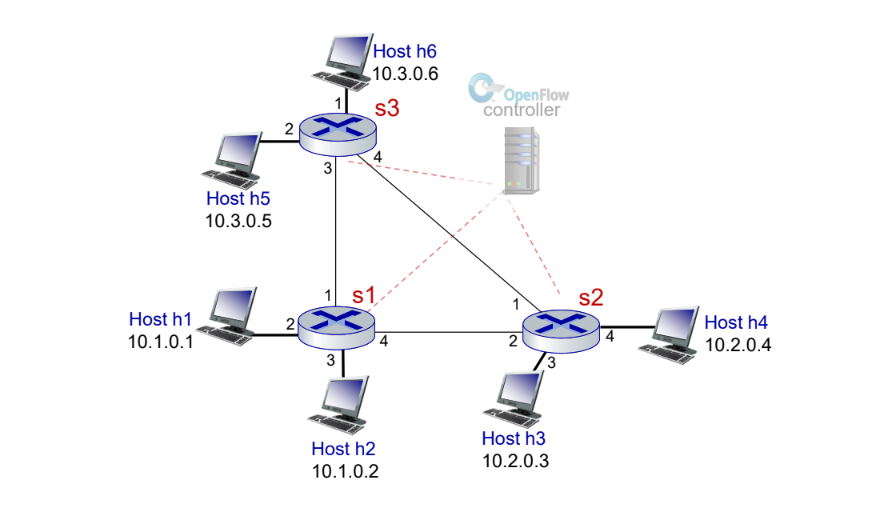 Host h6
10.3.0.6
OpenFlow
controller
1
s3
2
3
4
Host h5
10.3.0.5
1
s1
Host h1
10.1.0.1
2
3
4
Host h2
10.1.0.2
1
s2
2
3
4
Host h4
10.2.0.4
Host h3
10.2.0.3